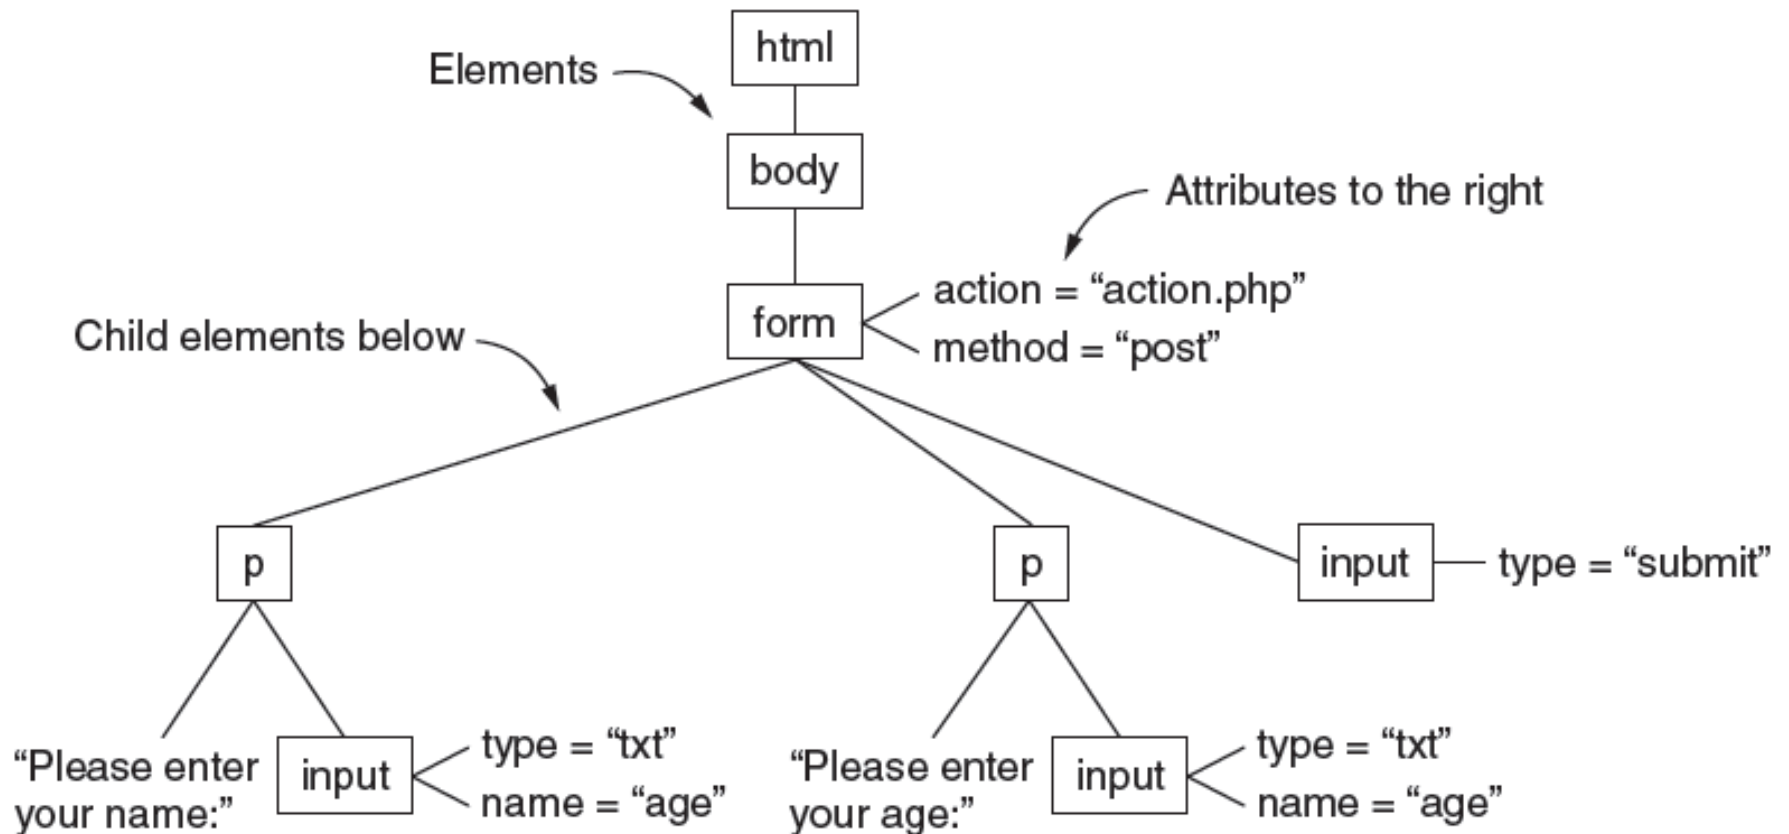 html
Elements
body
Attributes to the right
action = “action.php”
form
method = “post”
Child elements below
p
p
input
type = “submit”
“Please enter
your name:”
input
type = “txt”
name = “age”
“Please enter
your age:”
input
type = “txt”
name = “age”